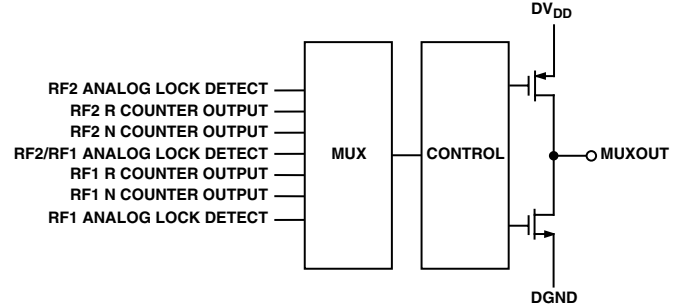 DVDD
RF2 ANALOG LOCK DETECT
RF2 R COUNTER OUTPUT
RF2 N COUNTER OUTPUT
RF2/RF1 ANALOG LOCK DETECT
RF1 R COUNTER OUTPUT
RF1 N COUNTER OUTPUT
RF1 ANALOG LOCK DETECT
MUX
CONTROL
MUXOUT
DGND